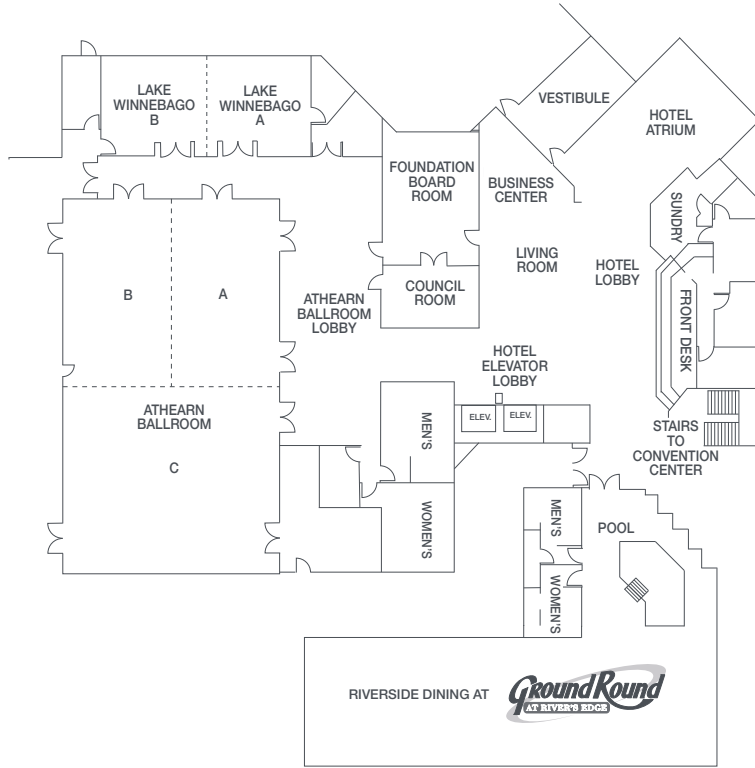 LAKE
WINNEBAGO
B
LAKE
WINNEBAGO
A
VESTIBULE
HOTEL
ATRIUM
FOUNDATION
BOARD
ROOM
BUSINESS
CENTER
SUNDRY
LIVING
ROOM
HOTEL
LOBBY
COUNCIL
ROOM
B
A
ATHEARN
BALLROOM
LOBBY
FRONT DESK
HOTEL
ELEVATOR
LOBBY
ATHEARN
BALLROOM
C
MEN'S
ELEV.
ELEV.
STAIRS
TO
CONVENTION
CENTER
WOMEN'S
MEN'S
POOL
WOMEN'S
RIVERSIDE DINING AT
GroundRound
AT RIVER'S EDGE